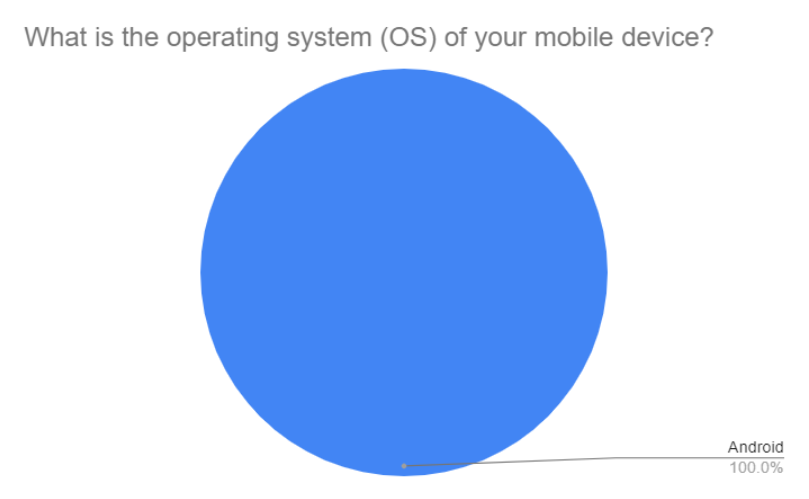 What is the operating system (OS) of your mobile device?
Android
100.0%